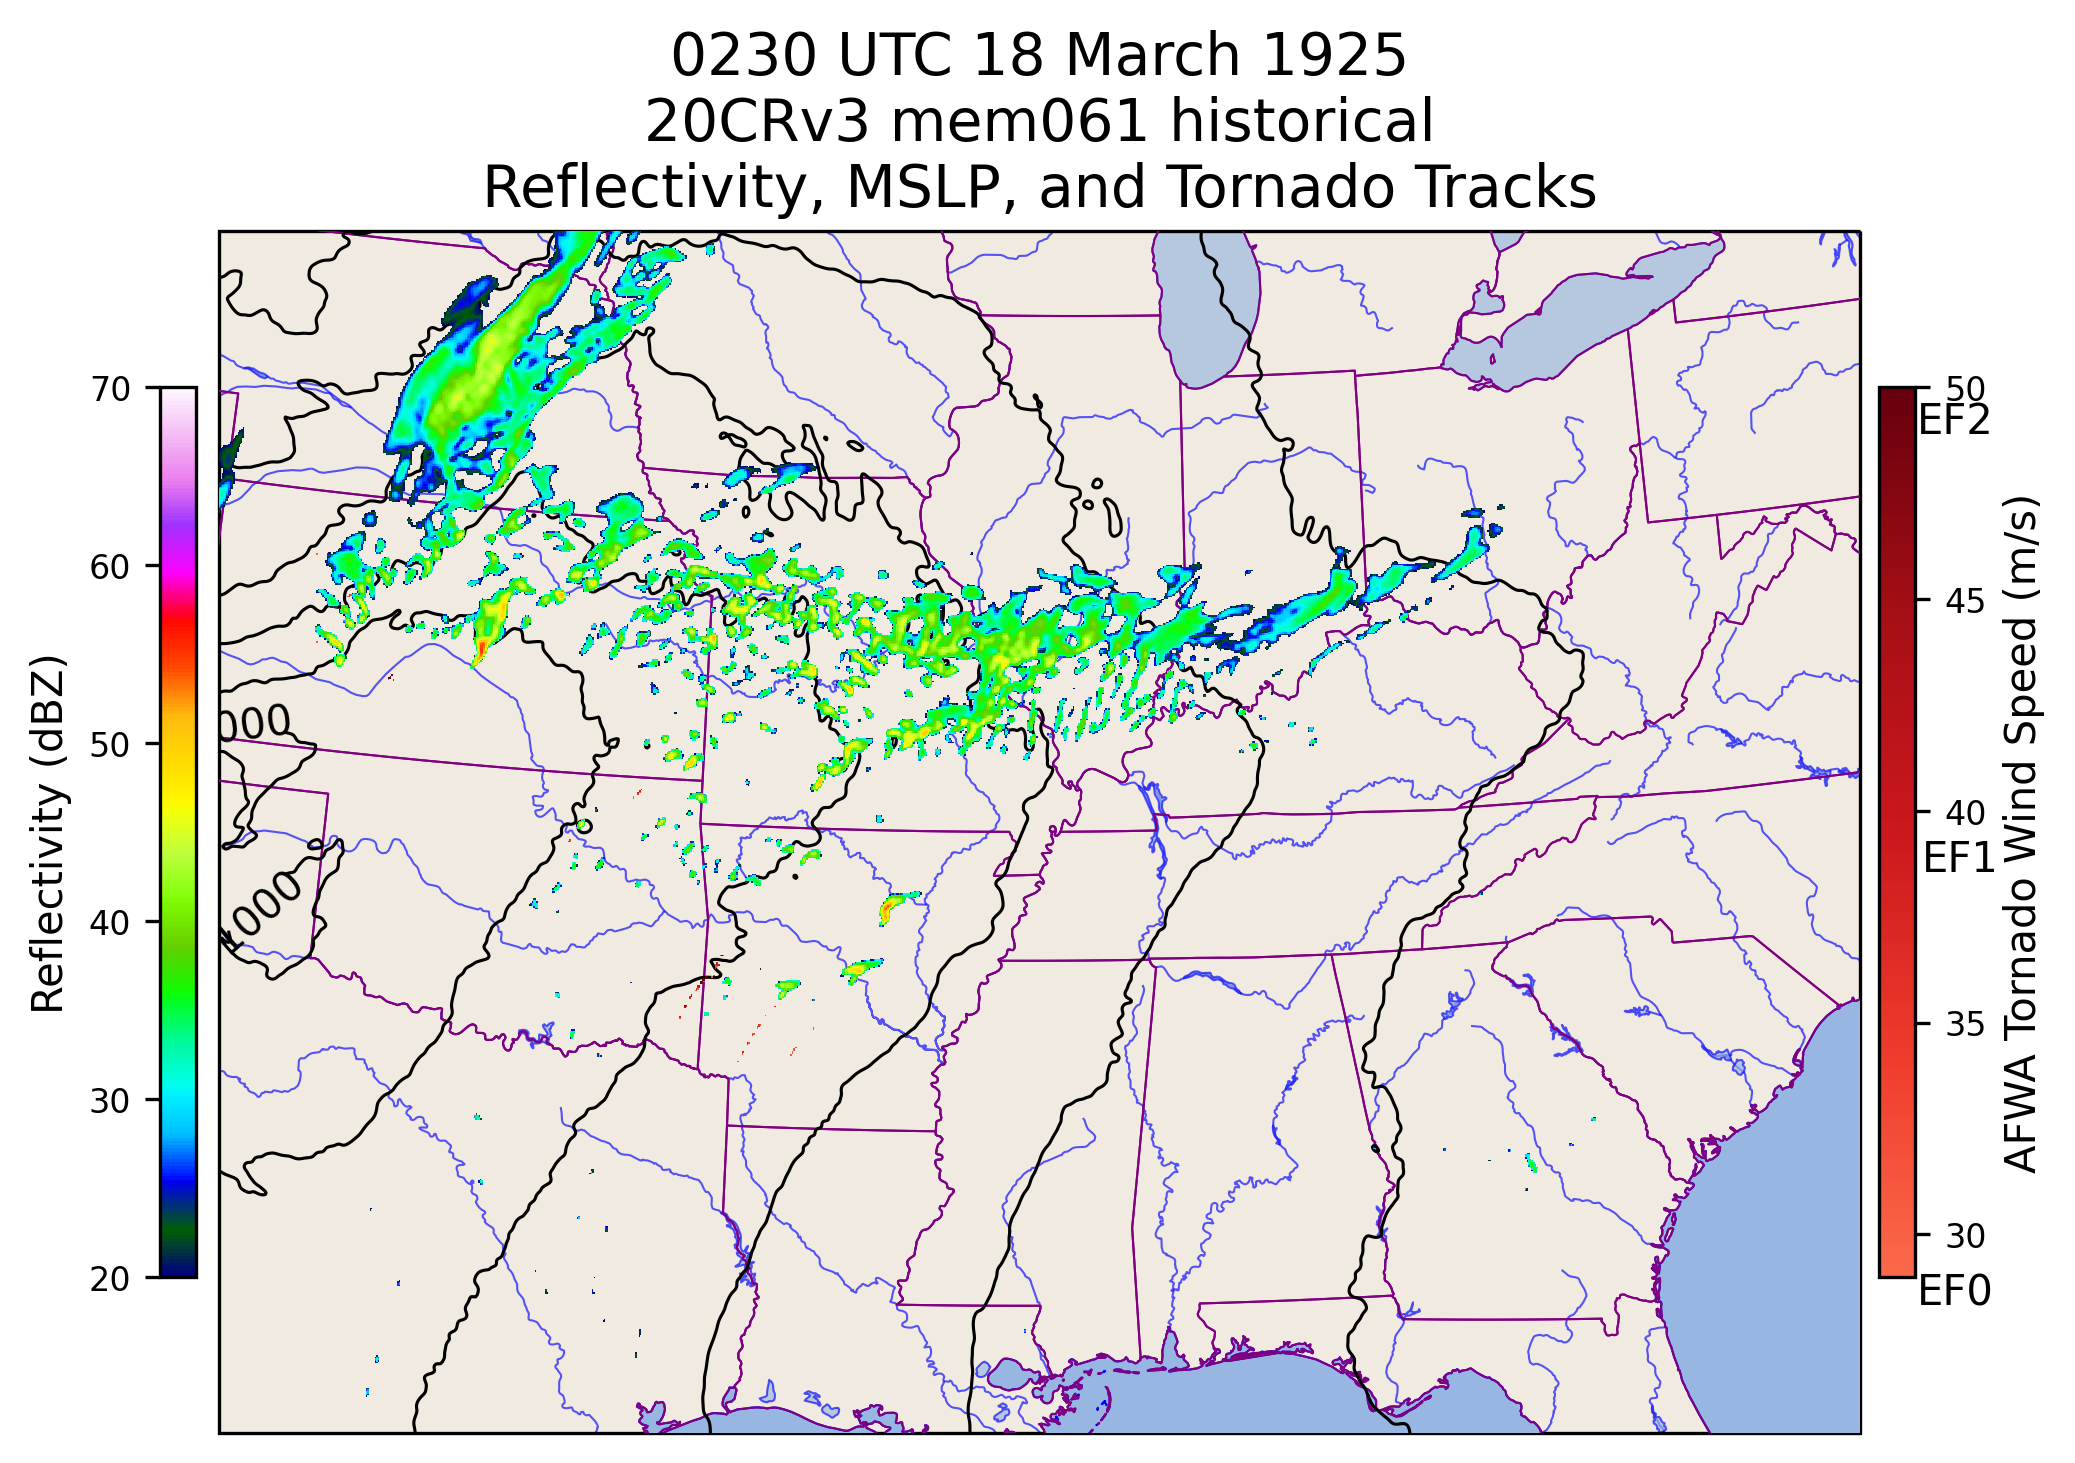 0230 UTC 18 March 1925
20CRv3 mem061 historical
Reflectivity, MSLP, and Tornado Tracks
Reflectivity (dBZ)
70
60
50
40
30
20
000
1000
50
EF2
45
40
EF1
35
30
EF0
AFWA Tornado Wind Speed (m/s)